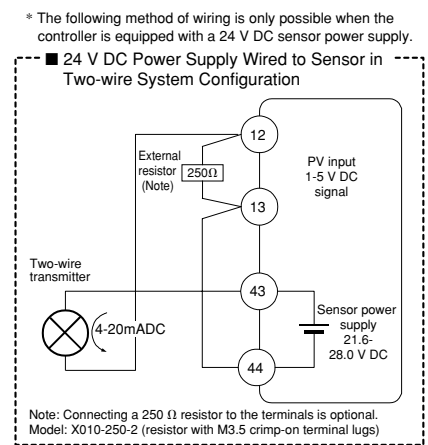 * The following method of wiring is only possible when the
controller is equipped with a 24 V DC sensor power supply.
■ 24 V DC Power Supply Wired to Sensor in
Two-wire System Configuration
12
External
resistor
(Note)
250Ω
PV input
1-5 V DC
signal
13
Two-wire
transmitter
43
4-20mADC
Sensor power
supply
21.6-
28.0 V DC
44
Note: Connecting a 250 Ω resistor to the terminals is optional.
Model: X010-250-2 (resistor with M3.5 crimp-on terminal lugs)